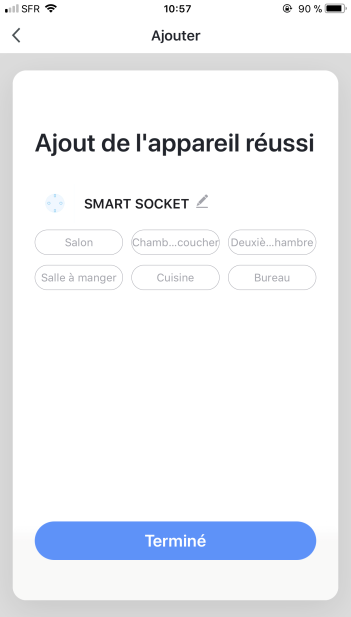 SFR 10:57 90 %
Ajouter
Ajout de l'appareil réussi
SMART SOCKET
Salon Chamb...coucher Deuxiè...hambre
Salle à manger Cuisine Bureau
Terminé